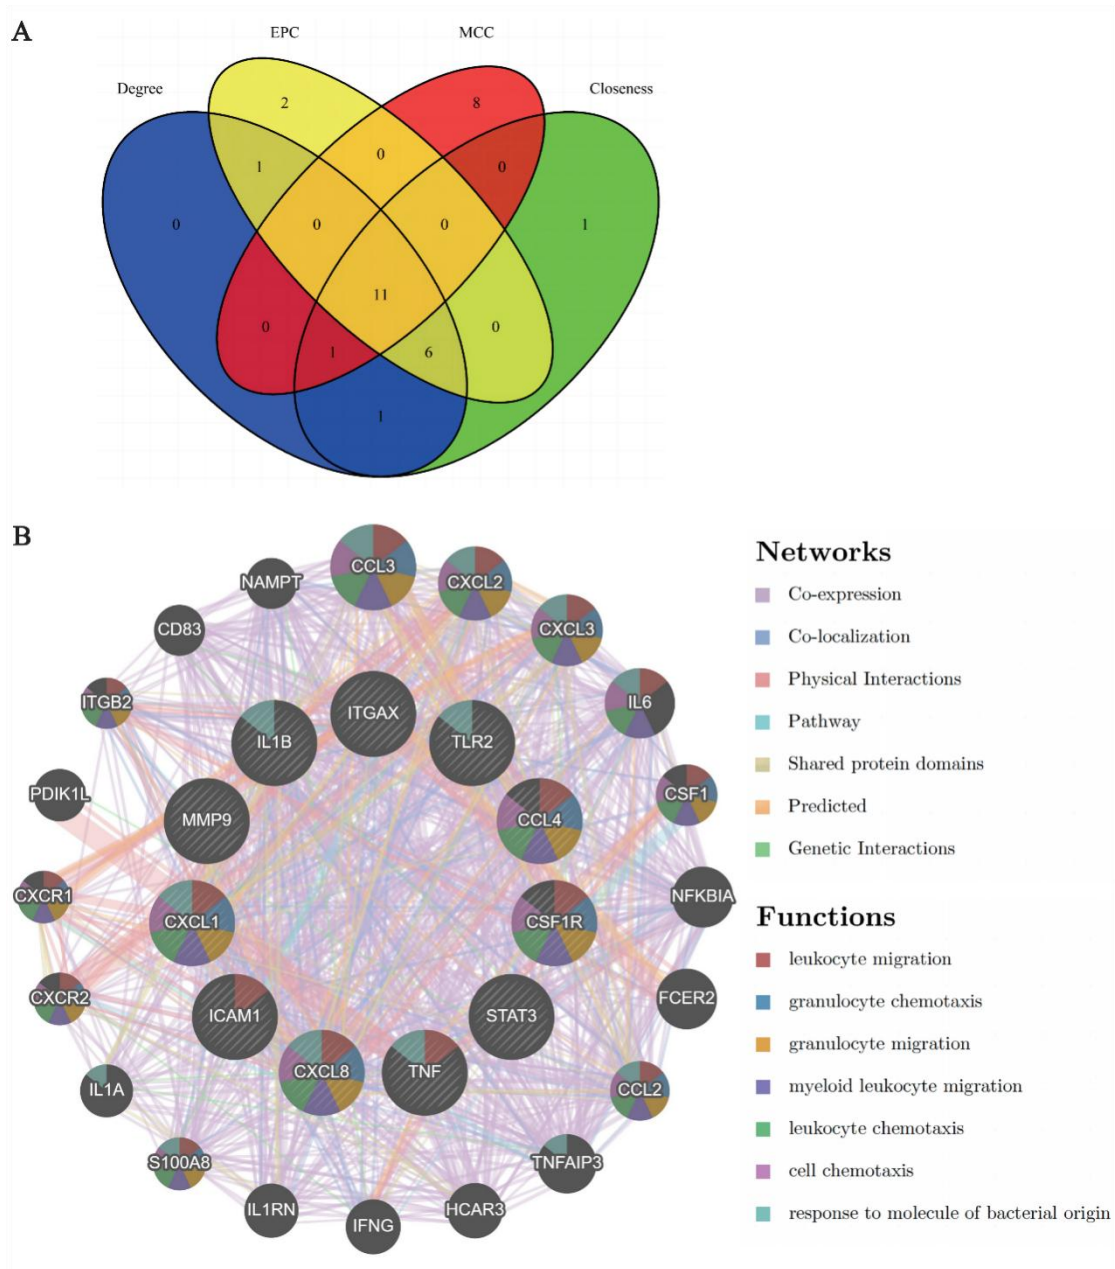 A
EPC
MCC
Degree
Closeness
2
8
0
1
0
0
0
0
1
11
0
0
1
6
1
B
CCL3
CXCL2
NAMPT
CXCL3
CD83
IL6
ITGB2
ITGAX
IL1B
TLR2
CSF1
PDIK1L
MMP9
CCL4
CXCR1
NFKBIA
CXCL1
CSF1R
CXCR2
FCER2
ICAM1
STAT3
IL1A
CXCL8
TNF
CCL2
S100A8
TNFAIP3
IL1RN
IFNG
HCAR3
Networks
Co-expression
Co-localization
Physical Interactions
Pathway
Shared protein domains
Predicted
Genetic Interactions
Functions
leukocyte migration
granulocyte chemotaxis
granulocyte migration
myeloid leukocyte migration
leukocyte chemotaxis
cell chemotaxis
response to molecule of bacterial origin